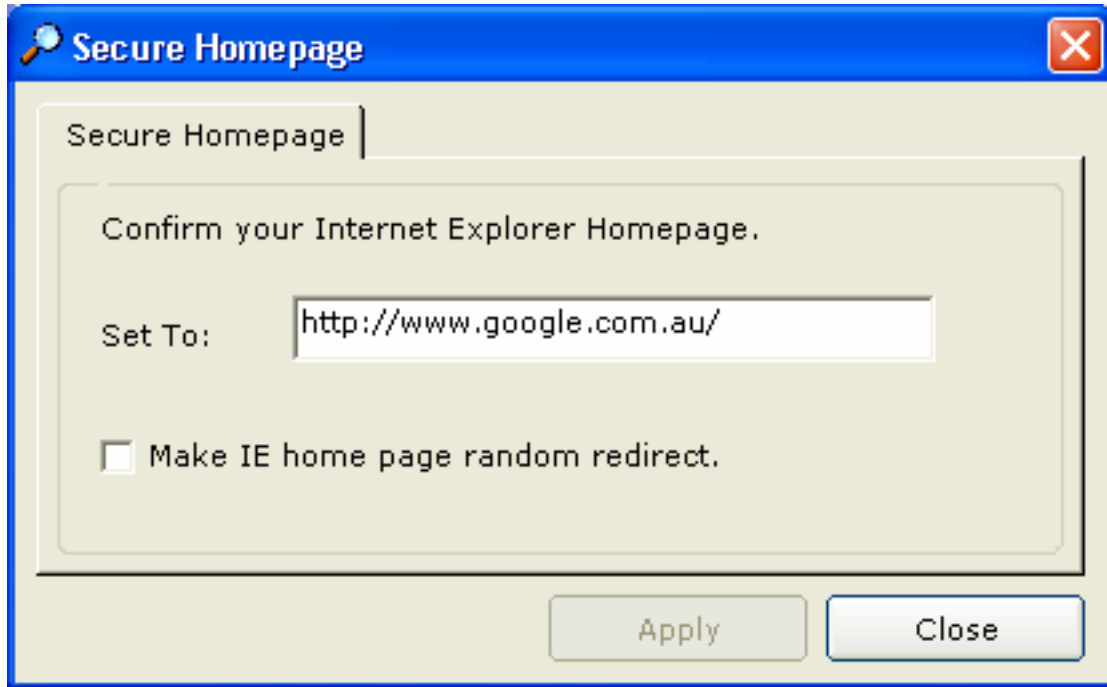 Secure Homepage
Secure Homepage
Confirm your Internet Explorer Homepage.
Set To: http://www.google.com.au/
Make IE home page random redirect.
Apply Close